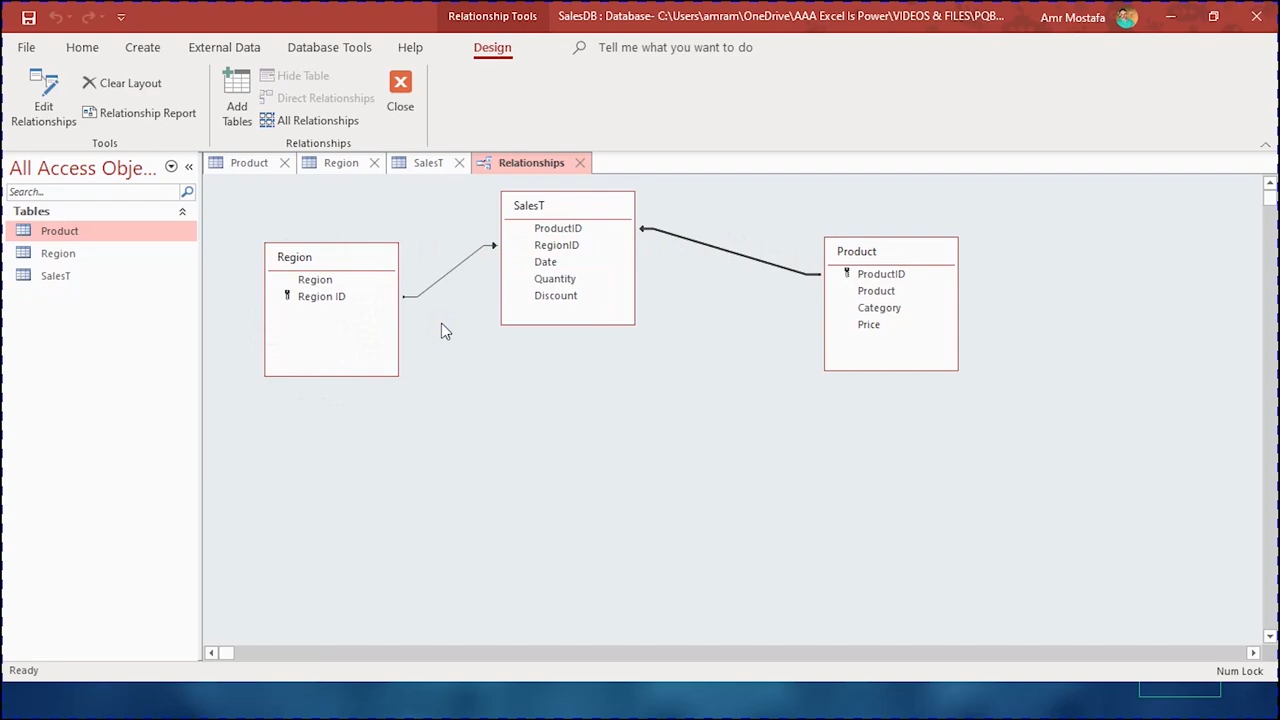 Relationship Tools
SalesDB : Database- C:\Users\amram\OneDrive\AAA Excel is Power\VIDEOS & FILES\PQB...
Amr Mostafa
File
Home
Create
External Data
Database Tools
Help
Design
Tell me what you want to do
Edit
Relationships
Clear Layout
Relationship Report
Tools
Add
Tables
Hide Table
Direct Relationships
All Relationships
Relationships
Close
All Access Obje...
Search...
Tables
Product
Region
SalesT
Product
Region
SalesT
Relationships
Region
Region
Region ID
SalesT
ProductID
RegionID
Date
Quantity
Discount
Product
ProductID
Product
Category
Price
Ready
Num Lock